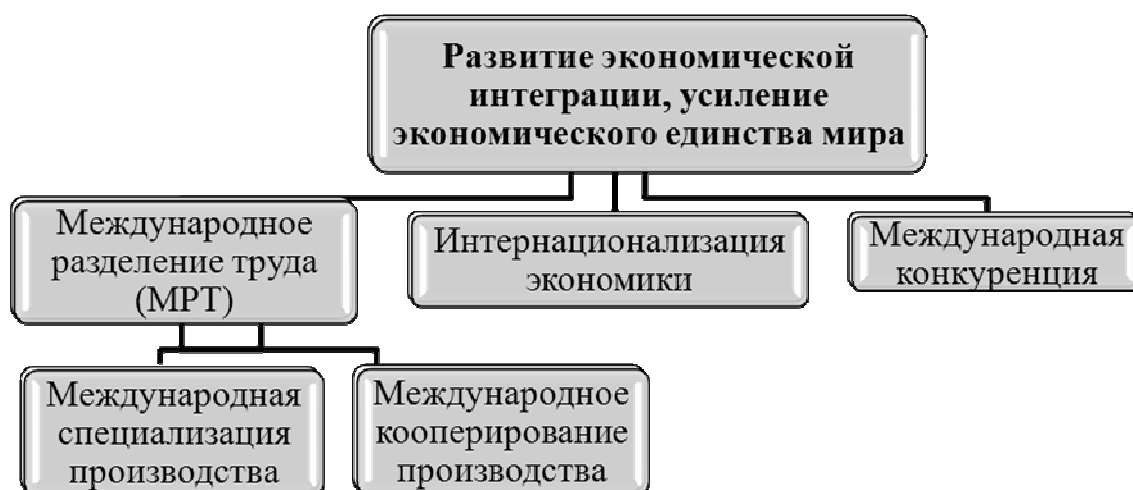 Развитие экономической
интеграции, усиление
экономического единства мира
Международное
разделение труда
(МРТ)
Интернационализация
экономики
Международная
конкуренция
Международная
специализация
производства
Международное
кооперирование
производства